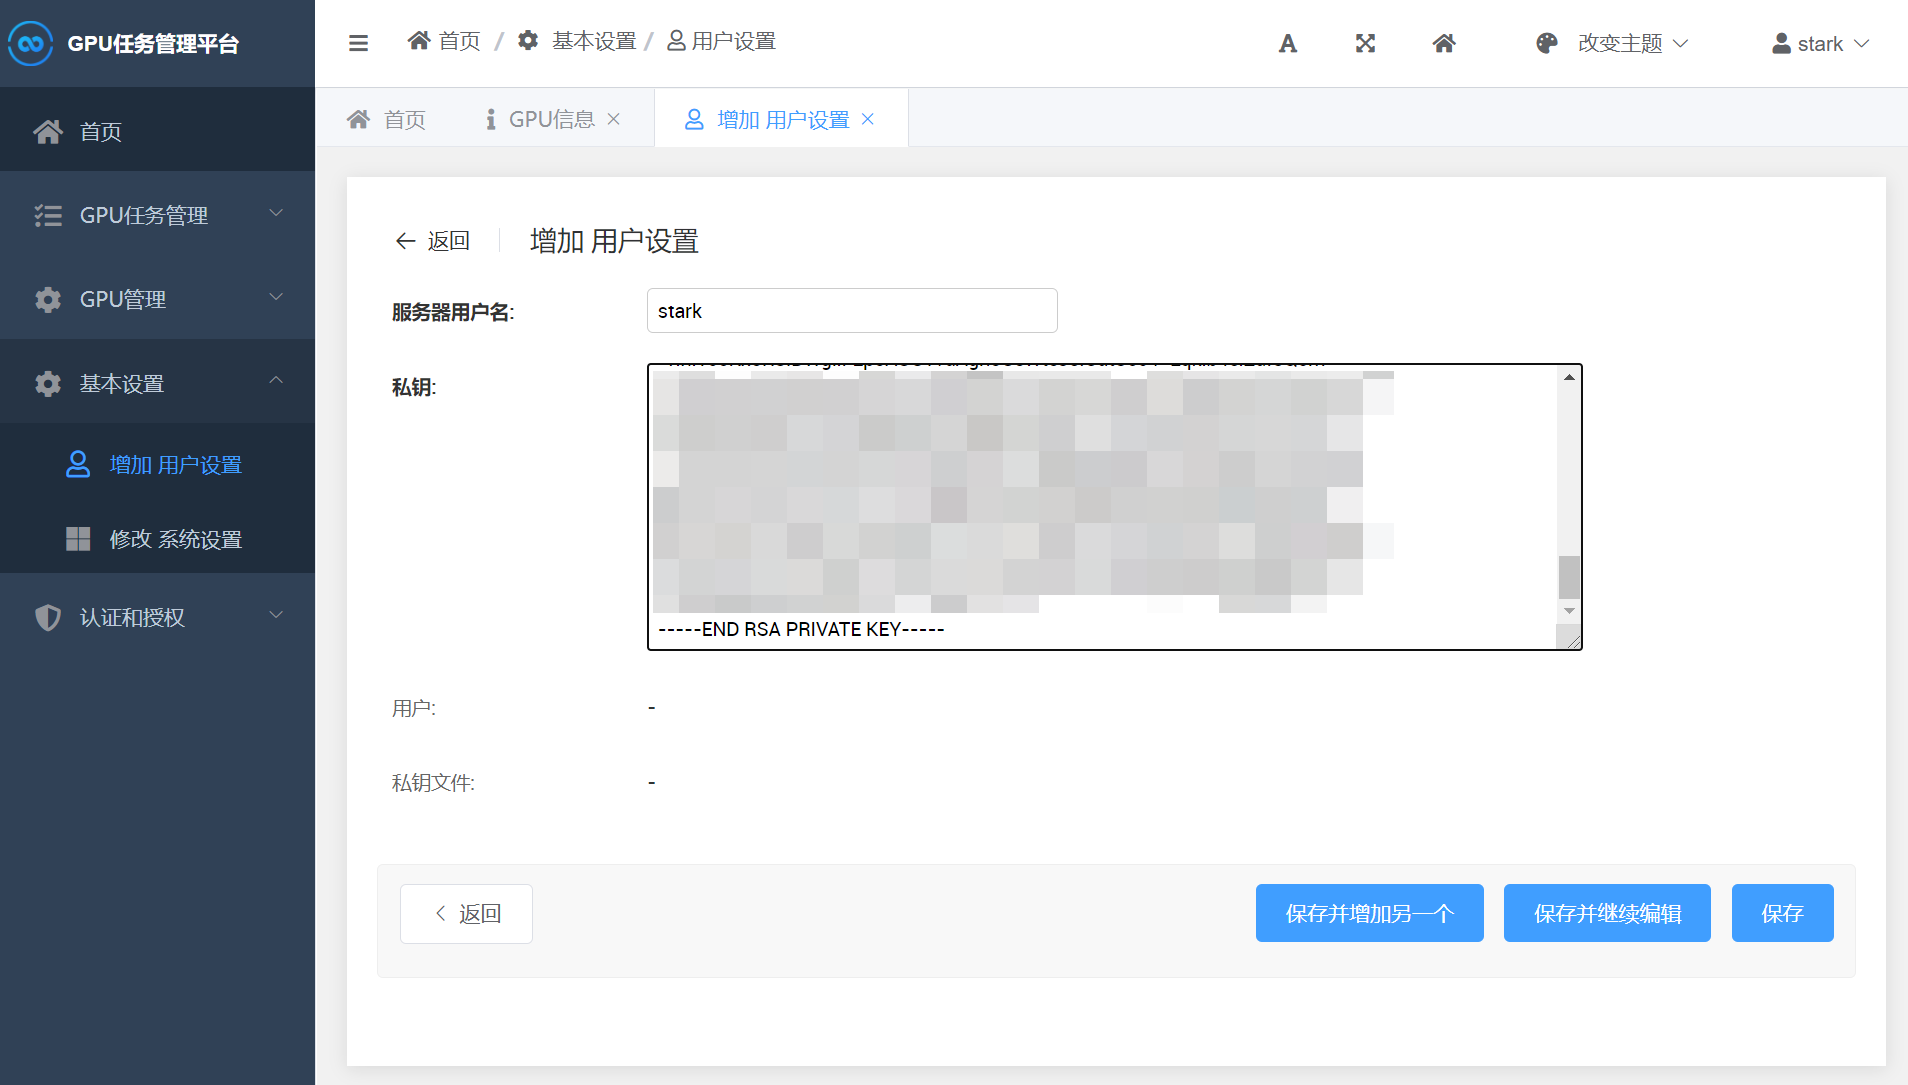 GPU任务管理平台
首页 / 基本设置 / 用户设置
A
改变主题
stark
首页
GPU信息
增加 用户设置
首页
GPU任务管理
GPU管理
基本设置
增加 用户设置
修改 系统设置
认证和授权
返回
增加 用户设置
服务器用户名:
stark
私钥:
-----END RSA PRIVATE KEY-----
用户:
-
私钥文件:
-
返回
保存并增加另一个
保存并继续编辑
保存